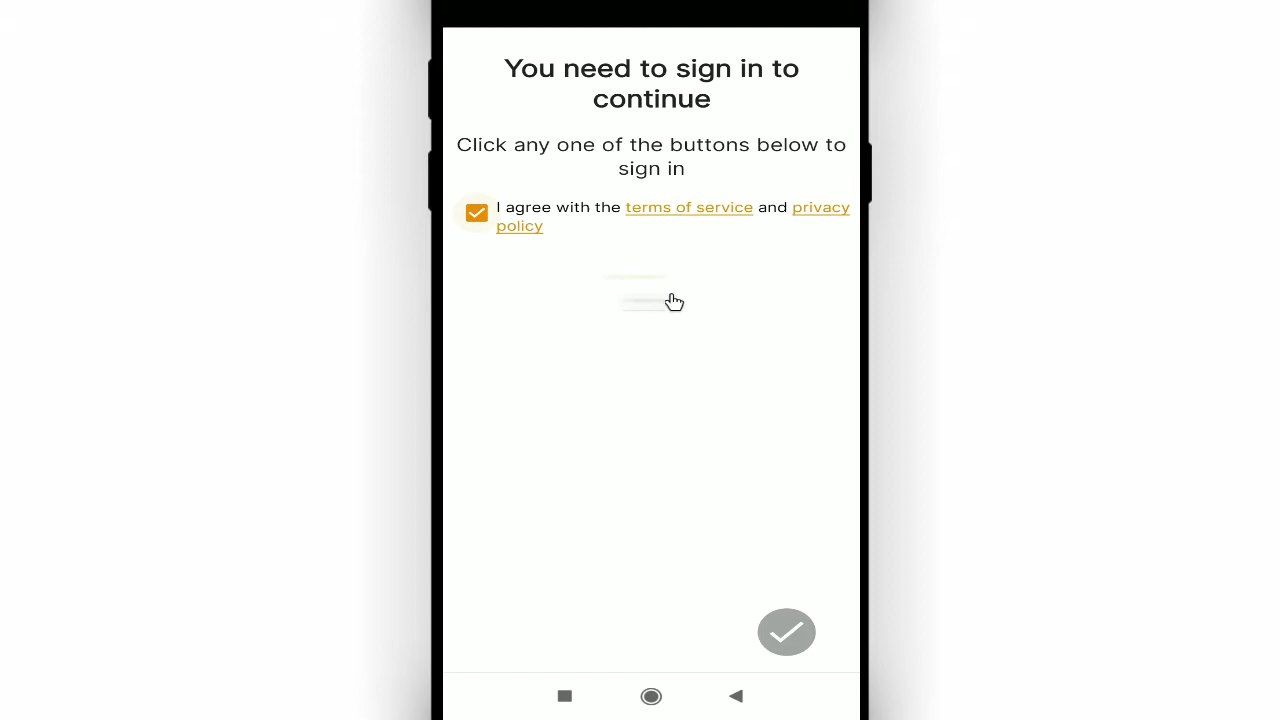 You need to sign in to
continue
Click any one of the buttons below to
sign in
I agree with the terms of service and privacy
policy